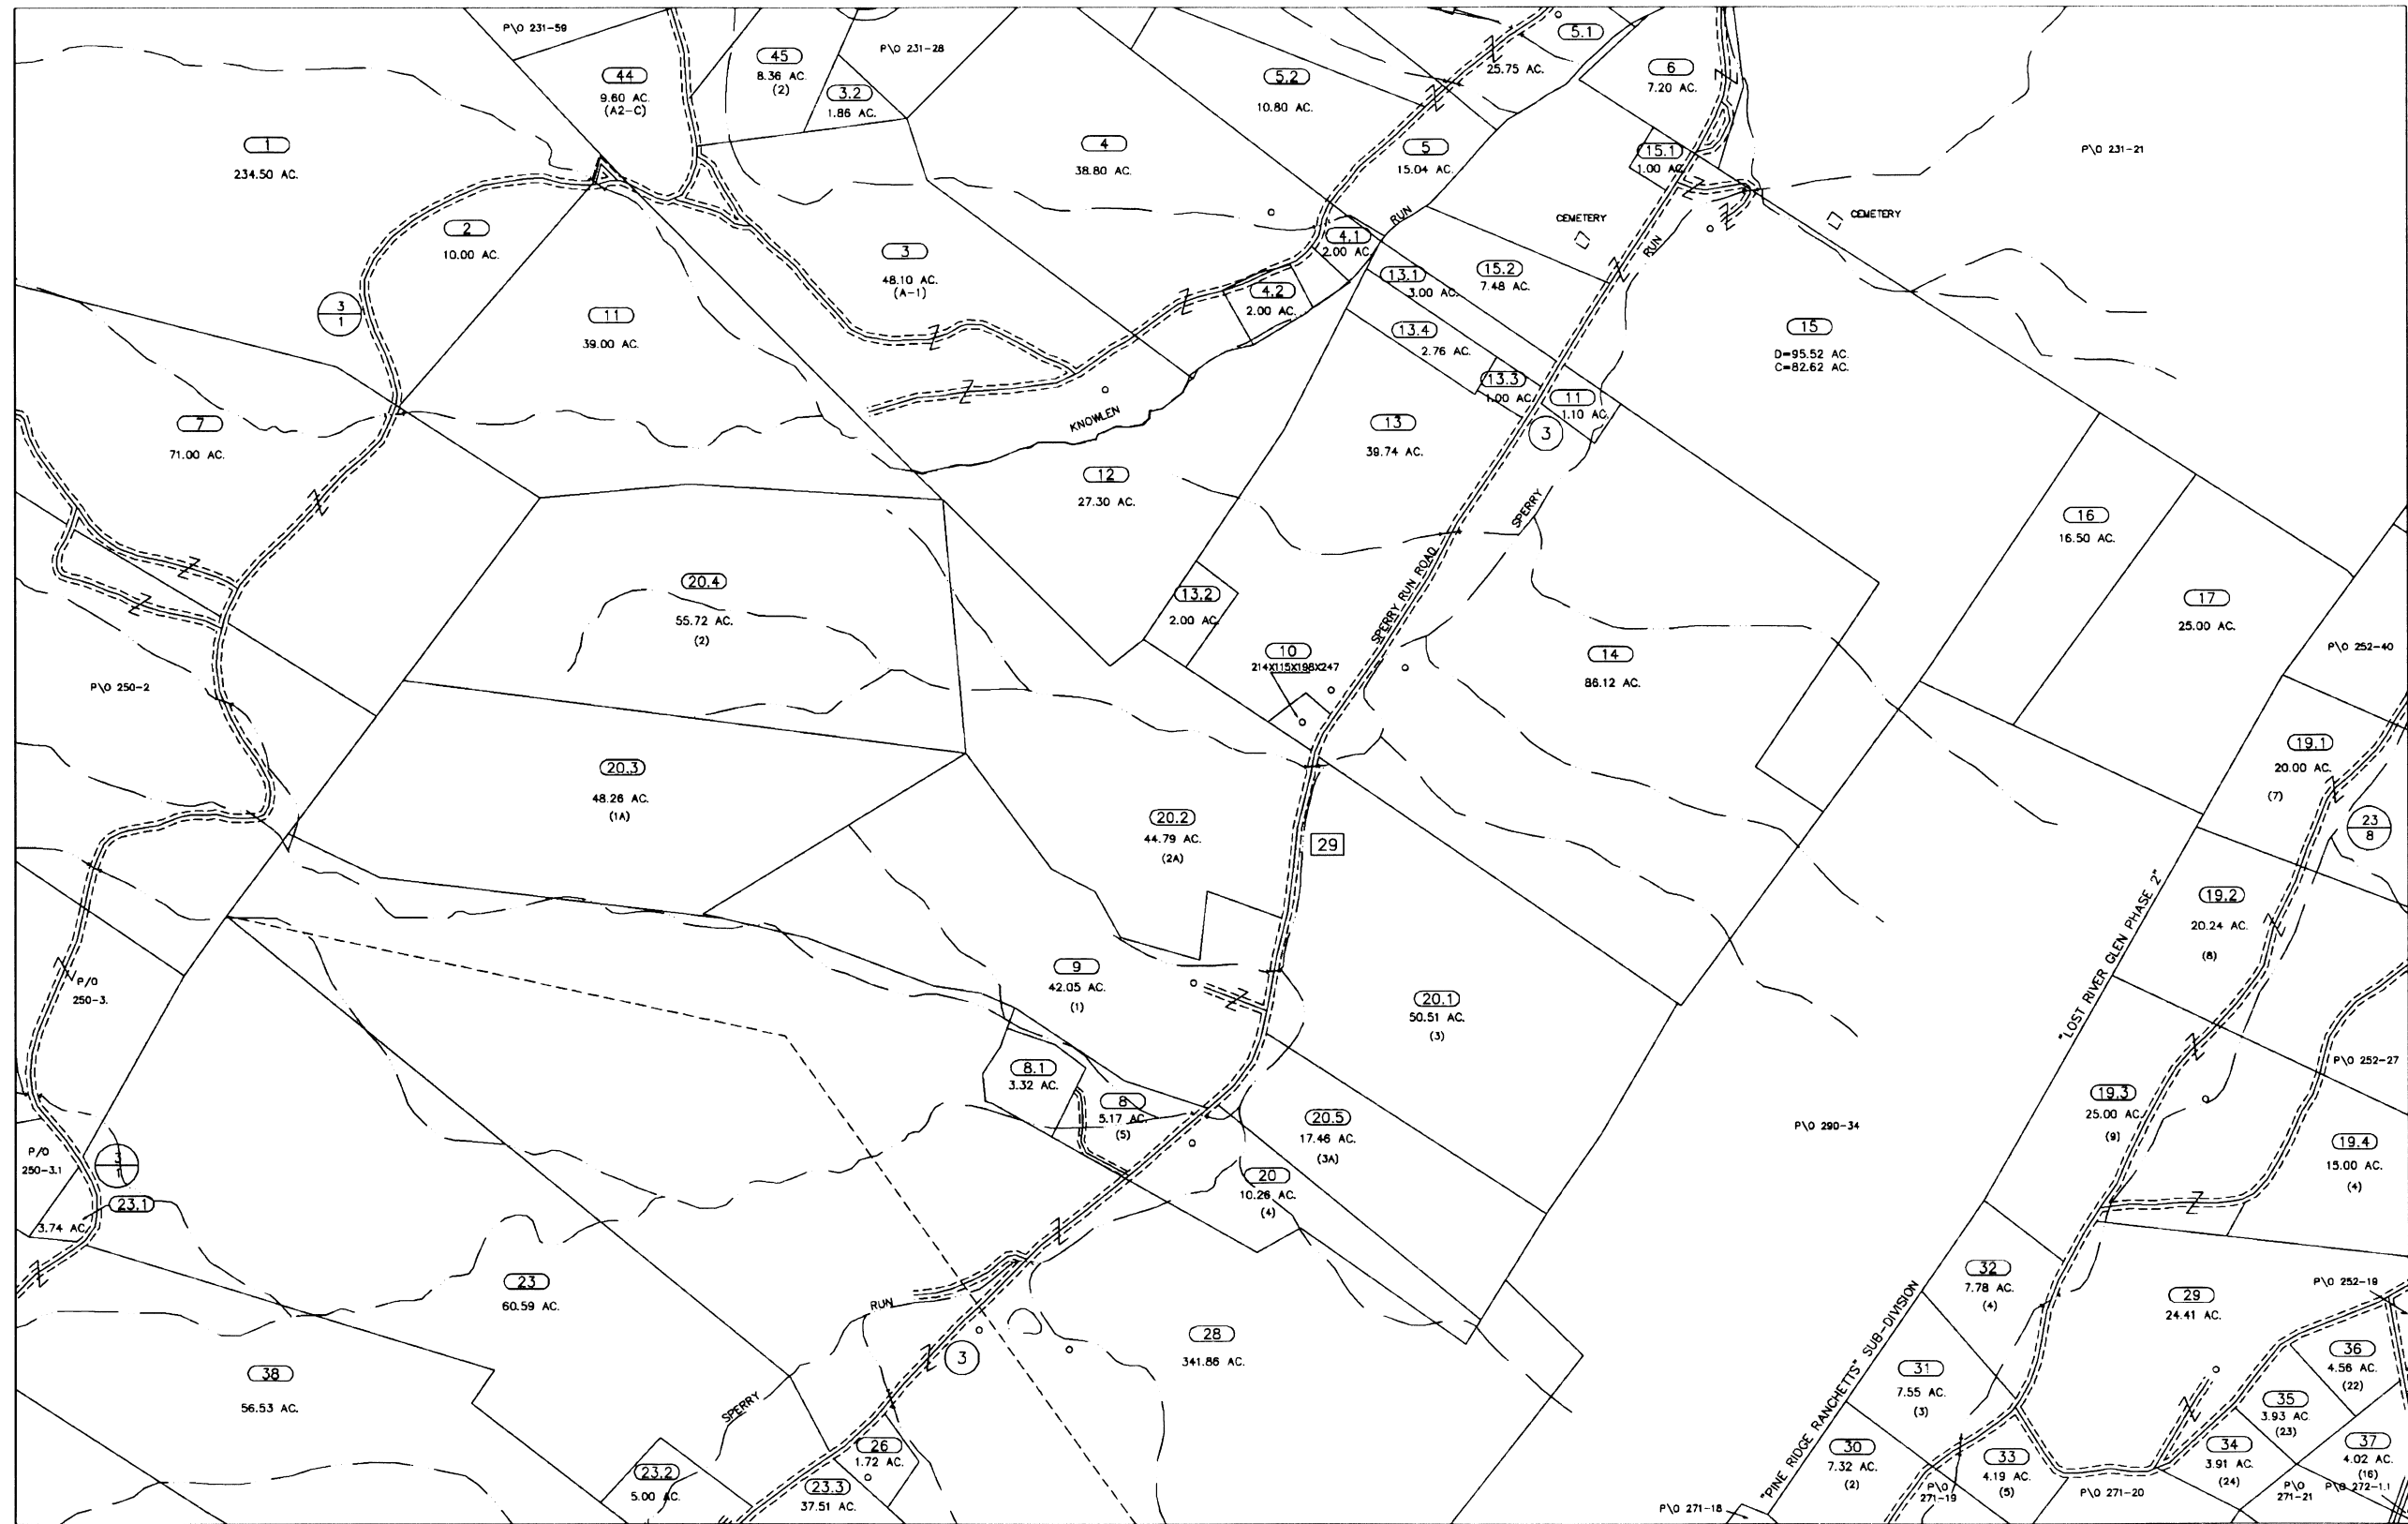 P\O 231-59
44
9.60 AC.
(A2-C)
45
8.36 AC.
(2)
3.2
1.86 AC.
P\O 231-28
5.2
10.80 AC.
5.1
25.75 AC.
6
7.20 AC.
1
234.50 AC.
4
38.80 AC.
5
15.04 AC.
15.1
1.00 AC.
P\O 231-21
2
10.00 AC.
3
48.10 AC.
(A-1)
4.1
2.00 AC.
RUN
CEMETERY
CEMETERY
RUN
3
1
11
39.00 AC.
4.2
2.00 AC.
13.1
3.00 AC.
15.2
7.48 AC.
13.4
2.76 AC.
15
D=95.52 AC.
C=82.62 AC.
13.3
1.00 AC.
11
1.10 AC.
3
7
71.00 AC.
KNOWLEN
13
39.74 AC.
12
27.30 AC.
SPERRY
16
16.50 AC.
20.4
55.72 AC.
(2)
13.2
2.00 AC.
SPERRY RUN ROAD
17
25.00 AC.
10
214X115X198X247
14
86.12 AC.
P\O 252-40
P\O 250-2
20.3
48.26 AC.
(1A)
19.1
20.00 AC.
(7)
20.2
44.79 AC.
(2A)
29
23
8
"LOST RIVER GLEN PHASE 2"
19.2
20.24 AC.
(8)
P/O
250-3.
9
42.05 AC.
(1)
20.1
50.51 AC.
(3)
8.1
3.32 AC.
8
5.17 AC.
(5)
20.5
17.46 AC.
(3A)
P\O 290-34
19.3
25.00 AC.
(9)
P\O 252-27
19.4
15.00 AC.
(4)
P/O
250-3.1
3
1
23.1
3.74 AC.
20
10.26 AC.
(4)
23
60.59 AC.
RUN
32
7.78 AC.
(4)
29
24.41 AC.
P\O 252-19
28
341.86 AC.
3
38
56.53 AC.
SPERRY
"PINE RIDGE RANCHETTS" SUB-DIVISION
31
7.55 AC.
(3)
36
4.56 AC.
(22)
35
3.93 AC.
(23)
26
1.72 AC.
23.2
5.00 AC.
23.3
37.51 AC.
30
7.32 AC.
(2)
33
4.19 AC.
(5)
34
3.91 AC.
(24)
37
4.02 AC.
(16)
P\O 271-18
P\O
271-19
P\O 271-20
P\O
271-21
P\O 272-1.1